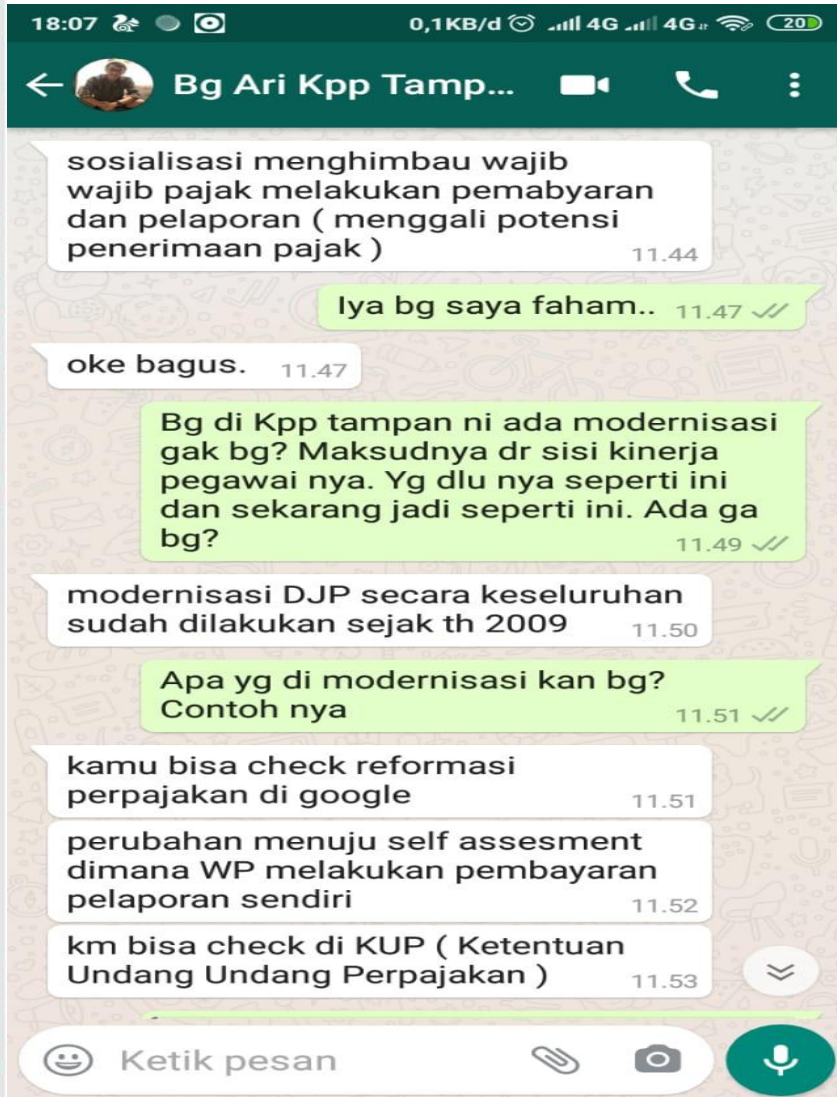 18:07 0,1KB/d 4G 4G 20
Bg Ari Kpp Tamp...
sosialisasi menghimbau wajib
wajib pajak melakukan pemabyaran
dan pelaporan ( menggali potensi
penerimaan pajak ) 11.44
Iya bg saya faham.. 11.47
oke bagus. 11.47
Bg di Kpp tampan ni ada modernisasi
gak bg? Maksudnya dr sisi kinerja
pegawai nya. Yg dlu nya seperti ini
dan sekarang jadi seperti ini. Ada ga
bg? 11.49
modernisasi DJP secara keseluruhan
sudah dilakukan sejak th 2009 11.50
Apa yg di modernisasi kan bg?
Contoh nya 11.51
kamu bisa check reformasi
perpajakan di google 11.51
perubahan menuju self assesment
dimana WP melakukan pembayaran
pelaporan sendiri 11.52
km bisa check di KUP ( Ketentuan
Undang Undang Perpajakan ) 11.53
Ketik pesan